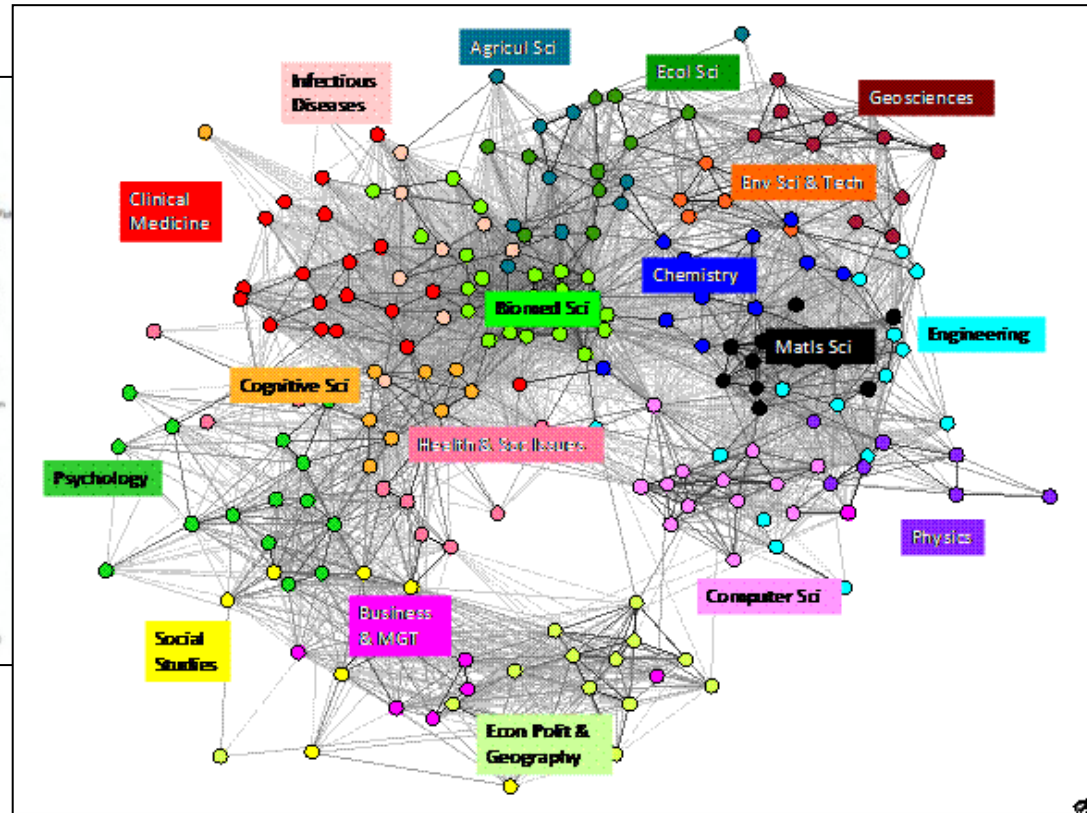 Agricul Sci
Ecol Sci
Infectious
Diseases
Geosciences
Env Sci & Tech
Clinical
Medicine
Chemistry
Biomed Sci
Engineering
Matls Sci
Cognitive Sci
Health & Soc Issues
Psychology
Physics
Computer Sci
Business
& MGT
Social
Studies
Econ Polit &
Geography